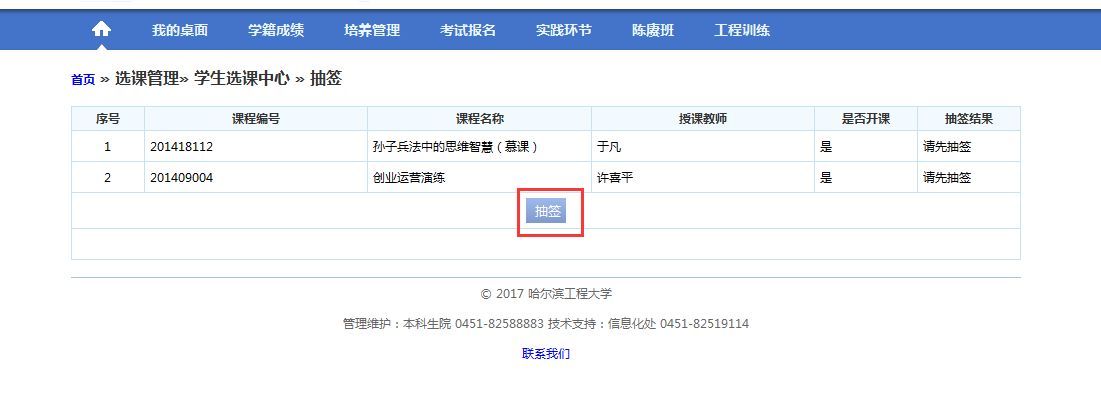 我的桌面 学籍成绩 培养管理 考试报名 实践环节 陈赓班 工程训练
首页 » 选课管理» 学生选课中心 » 抽签
序号 课程编号 课程名称 授课教师 是否开课 抽签结果
1 201418112 孙子兵法中的思维智慧（慕课） 于凡 是 请先抽签
2 201409004 创业运营演练 许喜平 是 请先抽签
抽签
© 2017 哈尔滨工程大学
管理维护：本科生院 0451-82588883 技术支持：信息化处 0451-82519114
联系我们